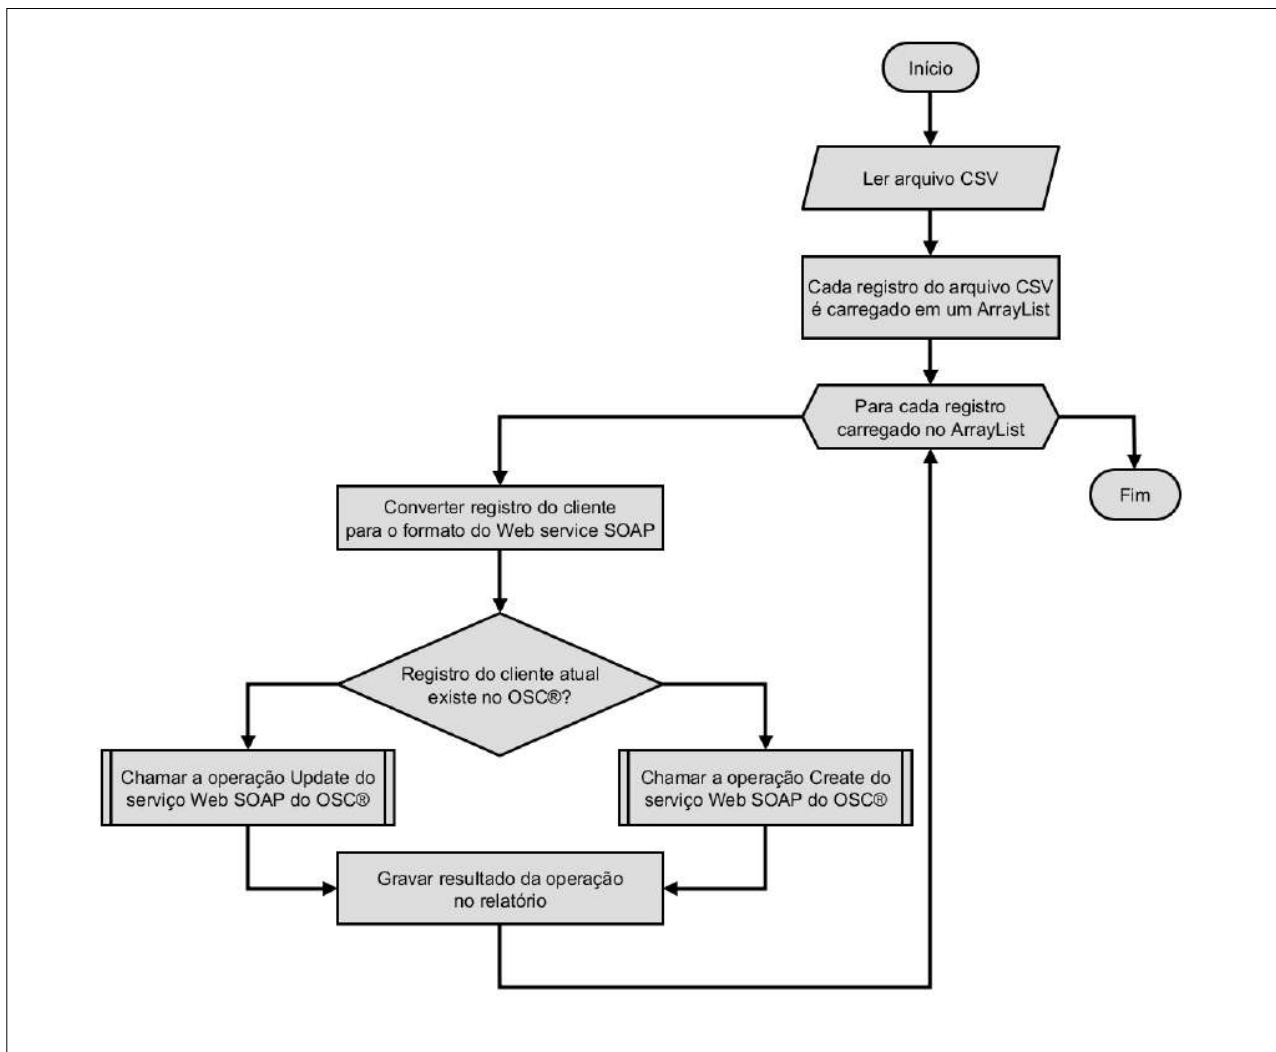 Início
Ler arquivo CSV
Cada registro do arquivo CSV
é carregado em um ArrayList
Para cada registro
carregado no ArrayList
Fim
Converter registro do cliente
para o formato do Web service SOAP
Registro do cliente atual
existe no OSC®?
Chamar a operação Update do
serviço Web SOAP do OSC®
Chamar a operação Create do
serviço Web SOAP do OSC®
Gravar resultado da operação
no relatório